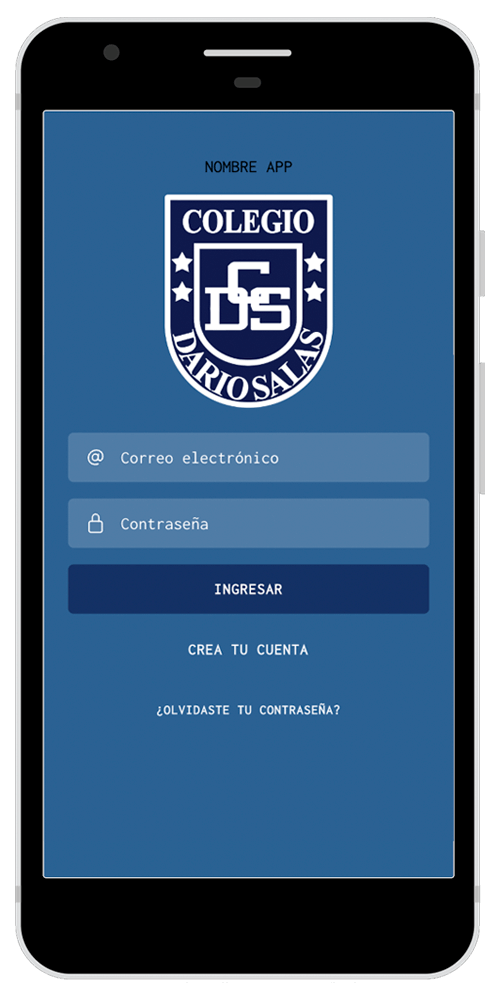 NOMBRE APP
COLEGIO
CDS
DARIO SALAS
@ Correo electrónico
Contraseña
INGRESAR
CREA TU CUENTA
¿OLVIDASTE TU CONTRASEÑA?